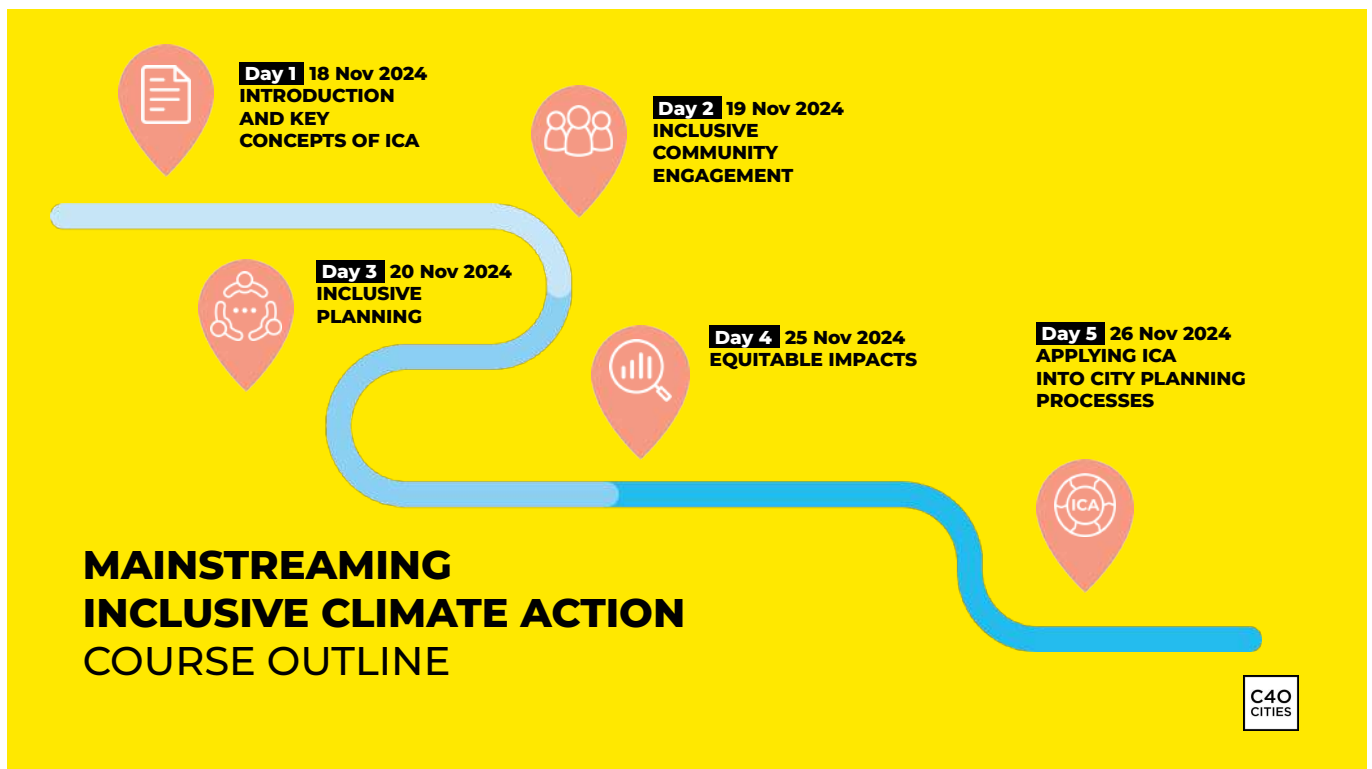 Day 1 18 Nov 2024
INTRODUCTION
AND KEY
CONCEPTS OF ICA
Day 2 19 Nov 2024
INCLUSIVE
COMMUNITY
ENGAGEMENT
Day 3 20 Nov 2024
INCLUSIVE
PLANNING
Day 4 25 Nov 2024
EQUITABLE IMPACTS
Day 5 26 Nov 2024
APPLYING ICA
INTO CITY PLANNING
PROCESSES
ICA
MAINSTREAMING
INCLUSIVE CLIMATE ACTION
COURSE OUTLINE
C40
CITIES